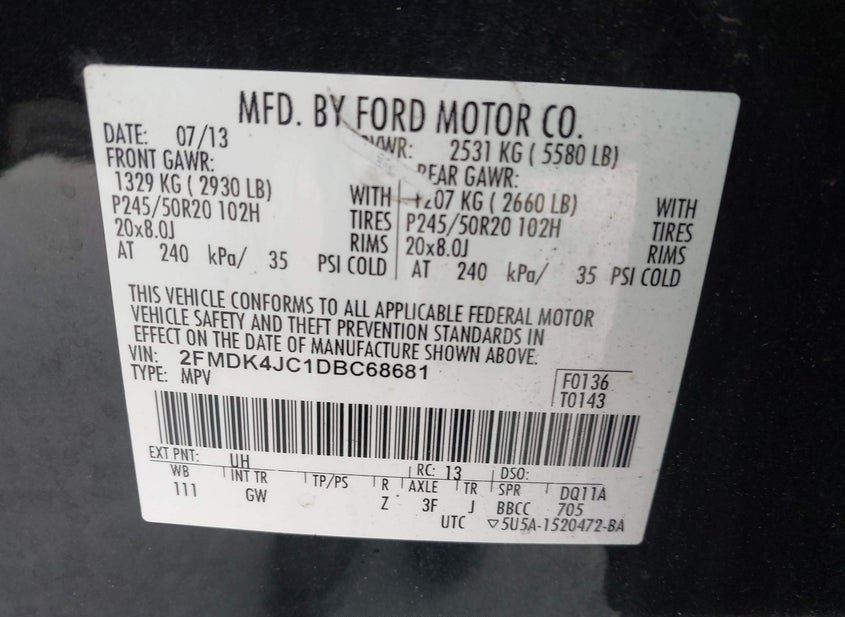 MFD. BY FORD MOTOR CO.
DATE: 07/13 GVWR: 2531 KG ( 5580 LB)
FRONT GAWR: REAR GAWR:
1329 KG ( 2930 LB) WITH 1207 KG ( 2660 LB) WITH
P245/50R20 102H TIRES P245/50R20 102H TIRES
20x8.0J RIMS 20x8.0J RIMS
AT 240 kPa/ 35 PSI COLD AT 240 kPa/ 35 PSI COLD
THIS VEHICLE CONFORMS TO ALL APPLICABLE FEDERAL MOTOR
VEHICLE SAFETY AND THEFT PREVENTION STANDARDS IN
EFFECT ON THE DATE OF MANUFACTURE SHOWN ABOVE.
VIN: 2FMDK4JC1DBC68681
TYPE: MPV F0136
T0143
EXT PNT: UH RC: 13 DSO:
WB INT TR TP/PS R AXLE TR SPR DQ11A
111 GW Z 3F J BBCC 705
UTC ▽5U5A-1520472-BA